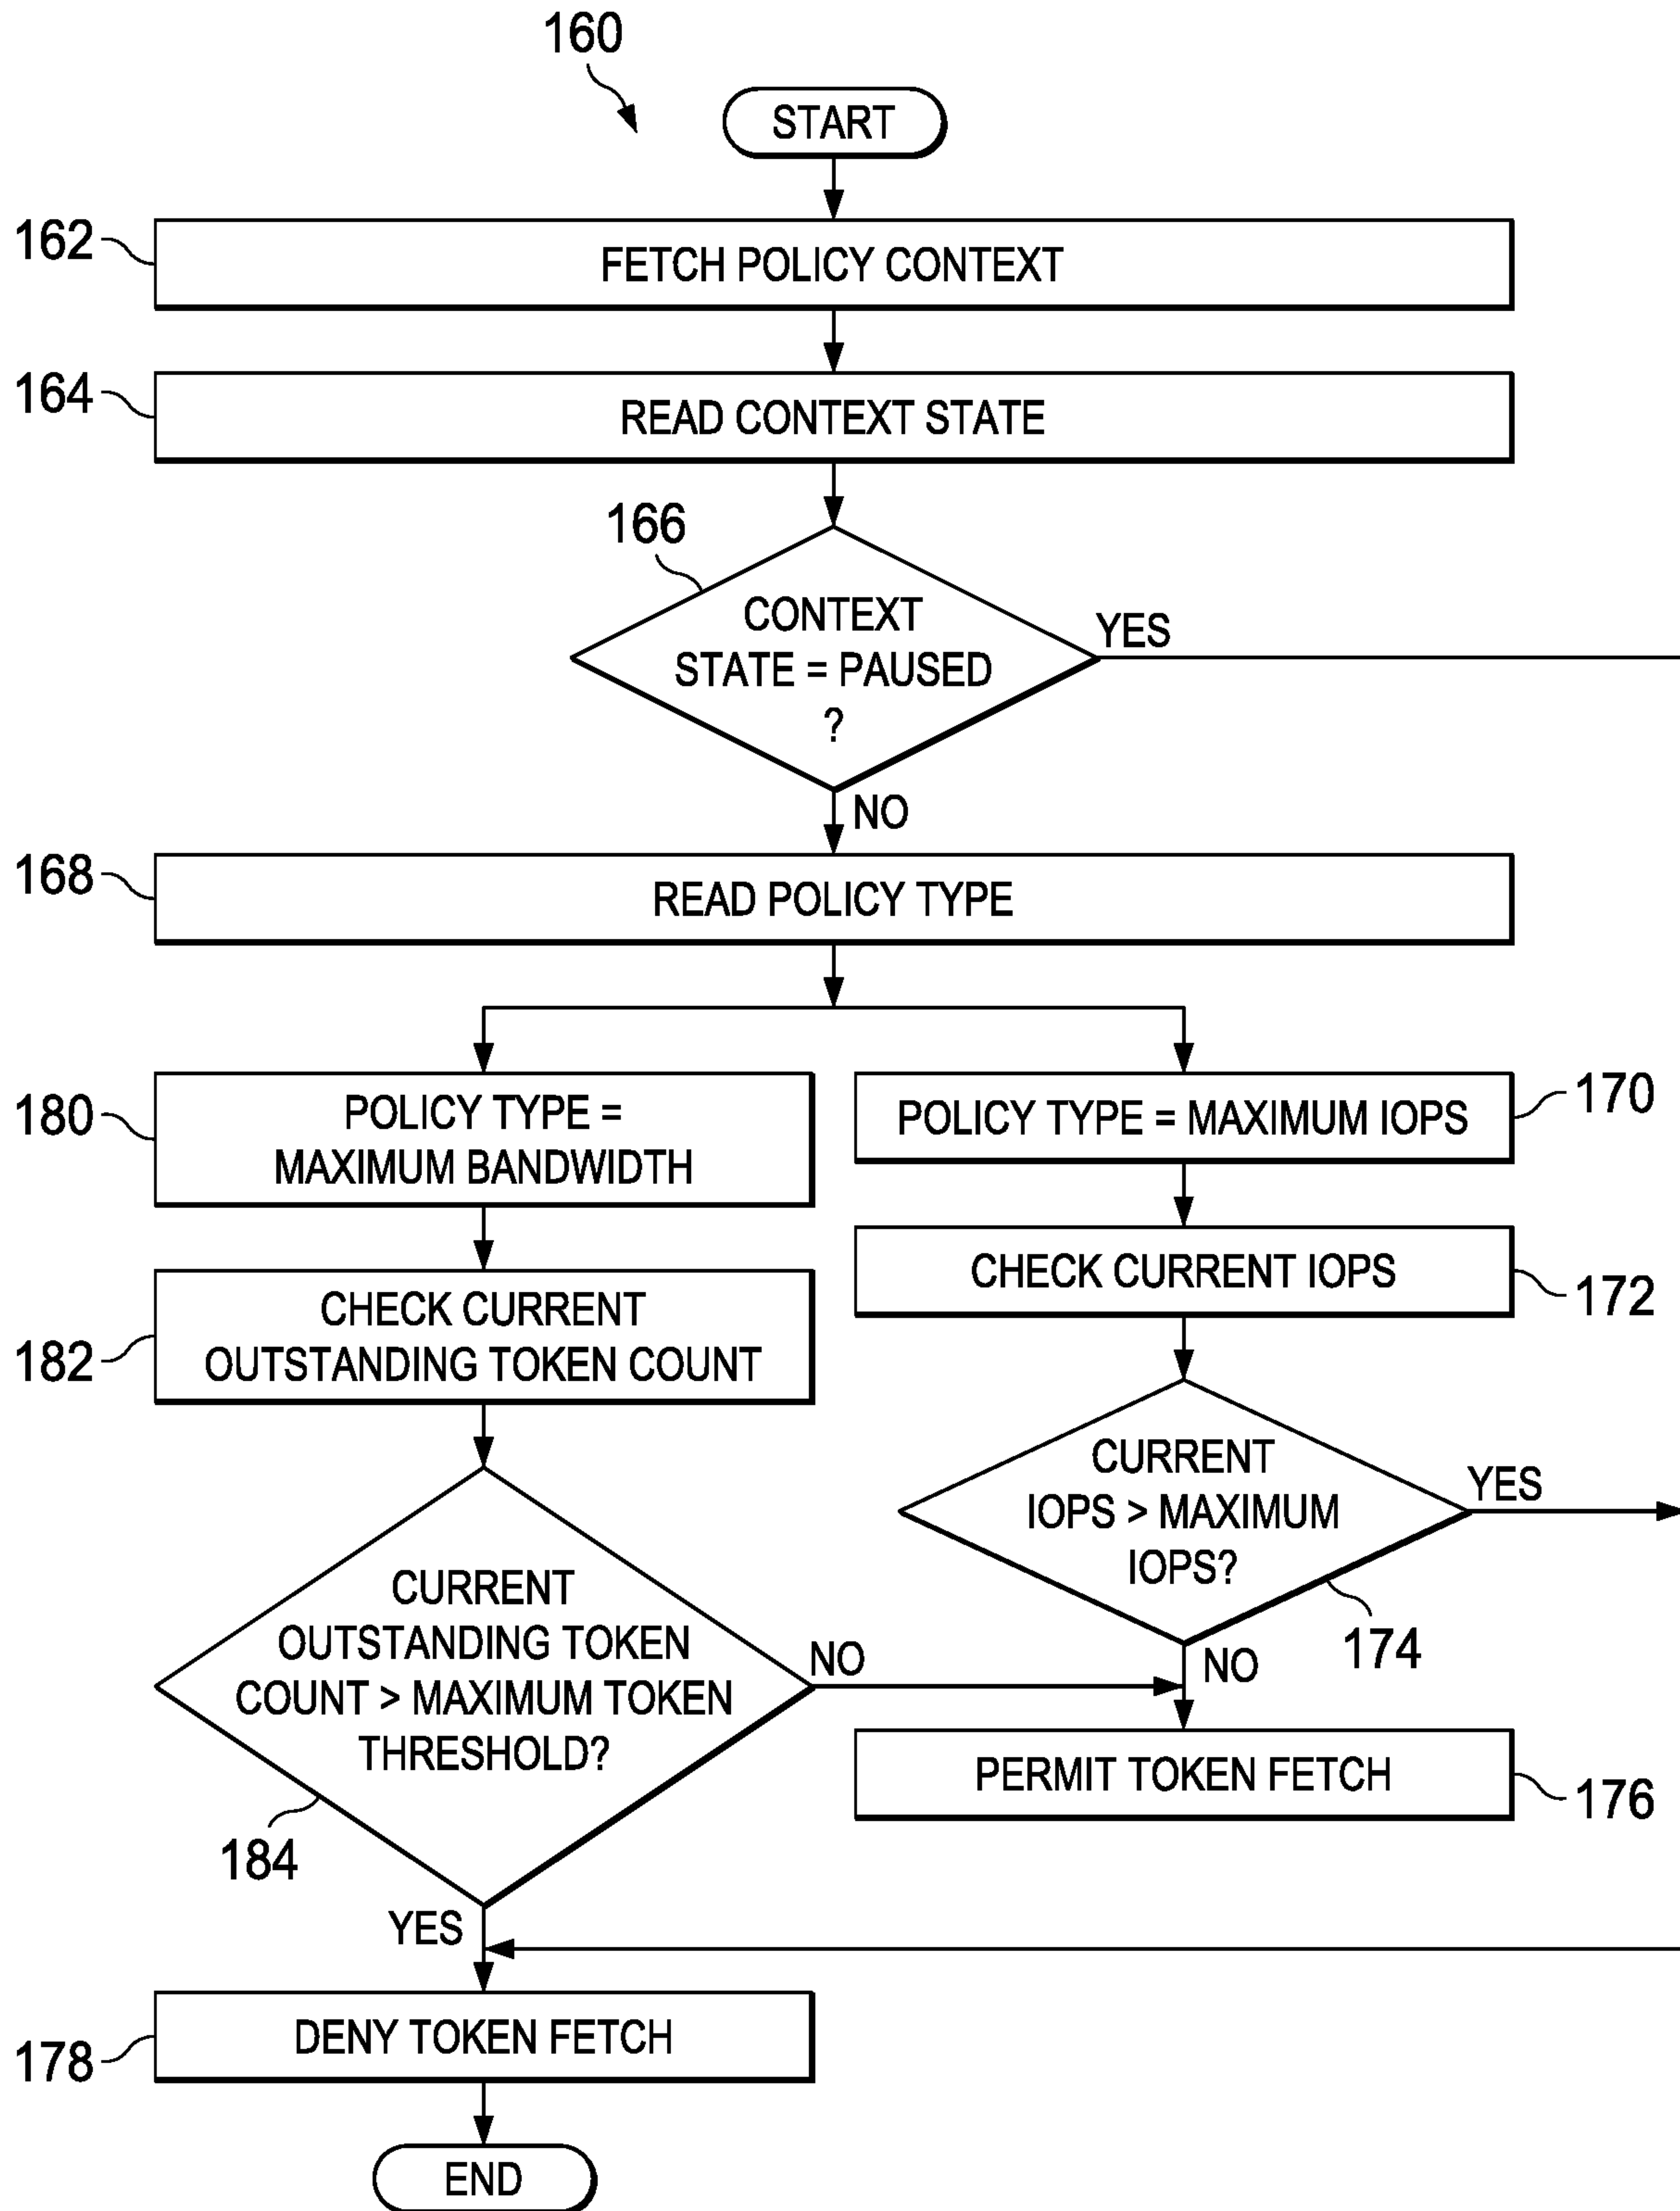 160
START
162
FETCH POLICY CONTEXT
164
READ CONTEXT STATE
166
CONTEXT
STATE = PAUSED
?
YES
NO
168
READ POLICY TYPE
180
POLICY TYPE =
MAXIMUM BANDWIDTH
POLICY TYPE = MAXIMUM IOPS
170
182
CHECK CURRENT
OUTSTANDING TOKEN COUNT
CHECK CURRENT IOPS
172
CURRENT
IOPS > MAXIMUM
IOPS?
YES
174
NO
CURRENT
OUTSTANDING TOKEN
COUNT > MAXIMUM TOKEN
THRESHOLD?
NO
184
YES
PERMIT TOKEN FETCH
176
178
DENY TOKEN FETCH
END